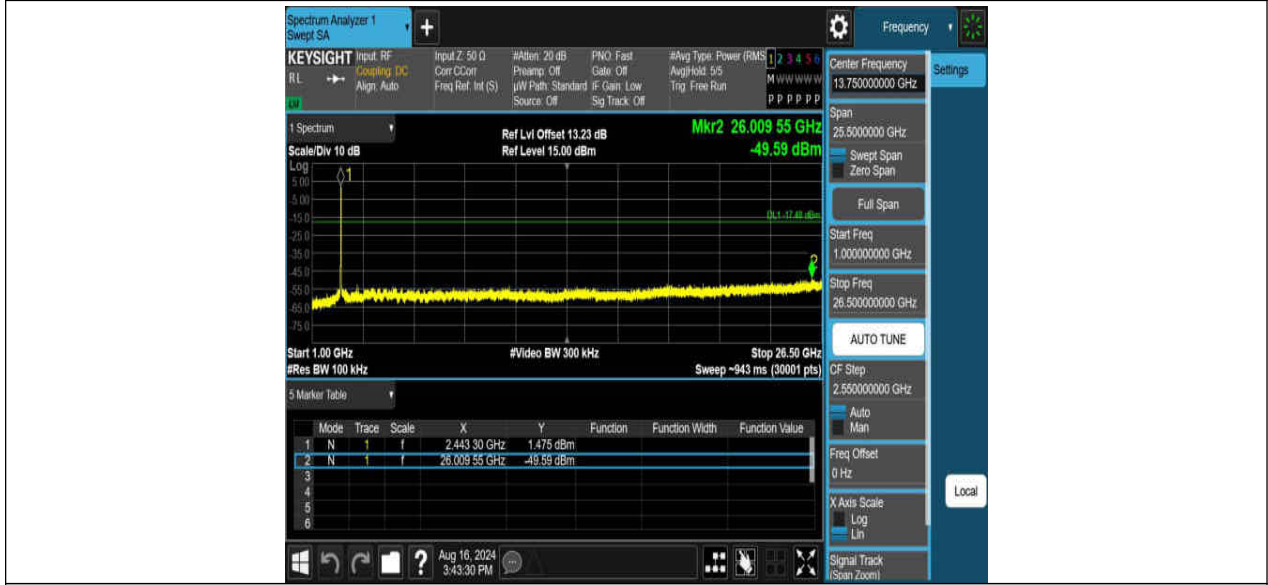 Spectrum Analyzer 1
Swept SA
+
Frequency
KEYSIGHT
RL
LW
Input: RF
Coupling: DC
Align: Auto
Input Z: 50 Ω
Corr CCorr
Freq Ref: Int (S)
#Atten: 20 dB
Preamp: Off
µW Path: Standard
Source: Off
PNO: Fast
Gate: Off
IF Gain: Low
Sig Track: Off
#Avg Type: Power (RMS
Avg|Hold: 5/5
Trig: Free Run
1 2 3 4 5 6
M W W W W W
P P P P P P
1 Spectrum
Scale/Div 10 dB
Ref Lvl Offset 13.23 dB
Ref Level 15.00 dBm
Mkr2 26.009 55 GHz
-49.59 dBm
Log
1
5.00
-5.00
-15.0
DL1 -17.48 dBm
-25.0
-35.0
2
-45.0
-55.0
-65.0
-75.0
Start 1.00 GHz
#Video BW 300 kHz
Stop 26.50 GHz
#Res BW 100 kHz
Sweep ~943 ms (30001 pts)
5 Marker Table
Mode Trace Scale X Y Function Function Width Function Value
1 N 1 f 2.443 30 GHz 1.475 dBm
2 N 1 f 26.009 55 GHz -49.59 dBm
3
4
5
6
Aug 16, 2024
3:43:30 PM
?
Center Frequency
13.750000000 GHz
Settings
Span
25.5000000 GHz
Swept Span
Zero Span
Full Span
Start Freq
1.000000000 GHz
Stop Freq
26.500000000 GHz
AUTO TUNE
CF Step
2.550000000 GHz
Auto
Man
Freq Offset
0 Hz
X Axis Scale
Log
Lin
Local
Signal Track
(Span Zoom)